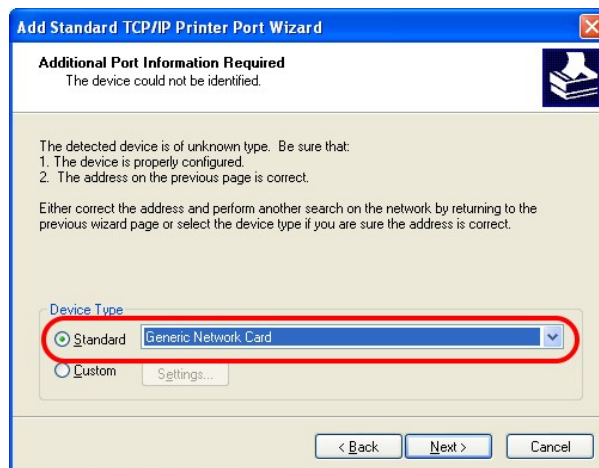 Add Standard TCP/IP Printer Port Wizard
Additional Port Information Required
The device could not be identified.
The detected device is of unknown type.  Be sure that:
1. The device is properly configured.
2.  The address on the previous page is correct.
Either correct the address and perform another search on the network by returning to the
previous wizard page or select the device type if you are sure the address is correct.
Device Type
Standard Generic Network Card
Custom Settings...
< Back Next > Cancel